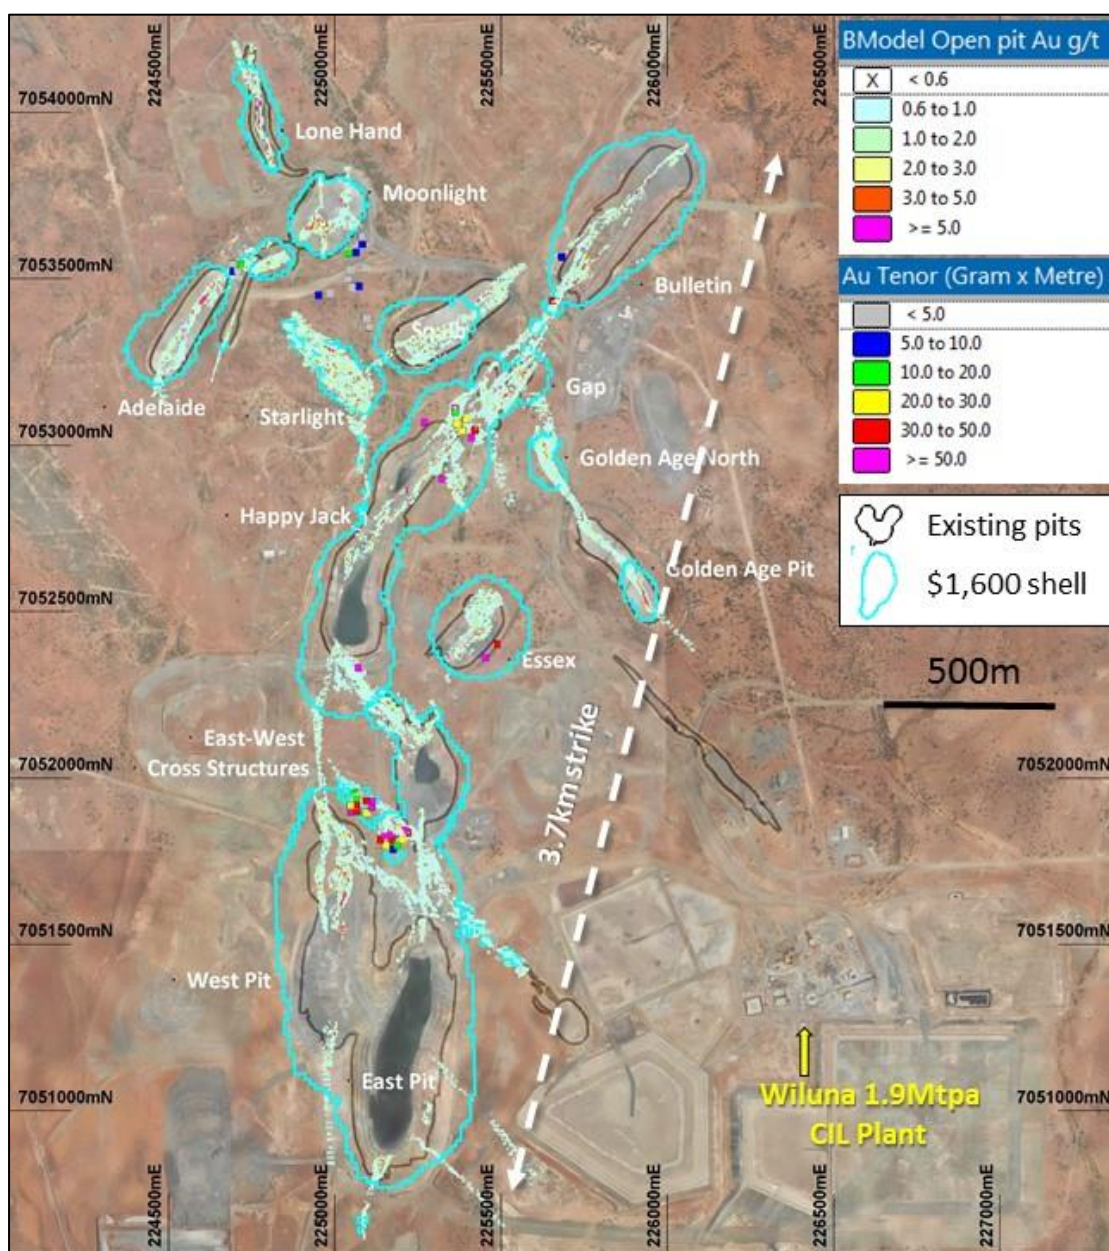 224500mE
225000mE
225500mE
226000mE
226500mE
BModel Open pit Au g/t
X < 0.6
0.6 to 1.0
1.0 to 2.0
2.0 to 3.0
3.0 to 5.0
>= 5.0
Au Tenor (Gram x Metre)
< 5.0
5.0 to 10.0
10.0 to 20.0
20.0 to 30.0
30.0 to 50.0
>= 50.0
Existing pits
$1,600 shell
500m
7054000mN
Lone Hand
Moonlight
7053500mN
Bulletin
Adelaide
Starlight
Gap
7053000mN
Golden Age North
Happy Jack
Golden Age Pit
7052500mN
Essex
East-West
Cross Structures
3.7km strike
7052000mN
7052000mN
7051500mN
7051500mN
West Pit
East Pit
7051000mN
7051000mN
Wiluna 1.9Mtpa
CIL Plant
224500mE
225000mE
225500mE
226000mE
226500mE
227000mE